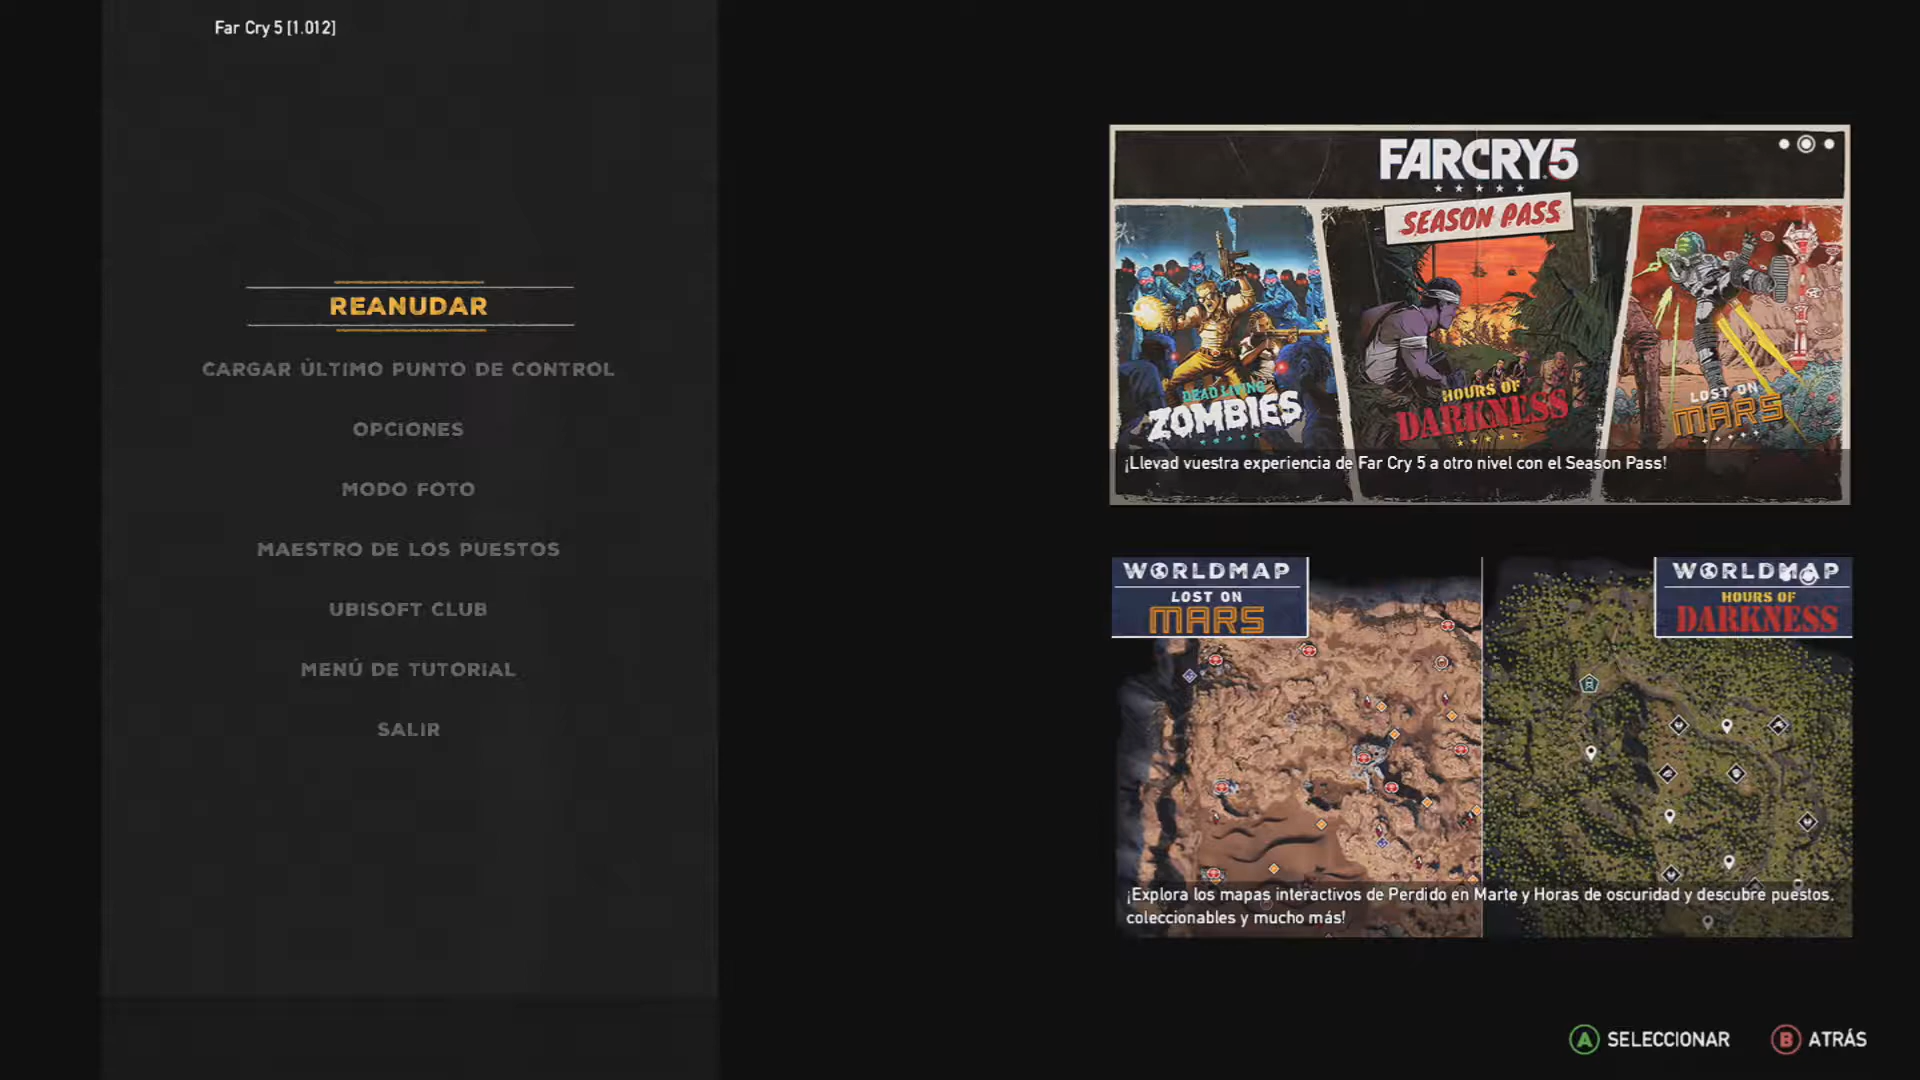 Far Cry 5 [1.012]
REANUDAR
CARGAR ÚLTIMO PUNTO DE CONTROL
OPCIONES
MODO FOTO
MAESTRO DE LOS PUESTOS
UBISOFT CLUB
MENÚ DE TUTORIAL
SALIR
FARCRY5
SEASON PASS
DEAD LIVING
ZOMBIES
HOURS OF
DARKNESS
LOST ON
MARS
¡Llevad vuestra experiencia de Far Cry 5 a otro nivel con el Season Pass!
WORLDMAP
LOST ON
MARS
WORLDMAP
HOURS OF
DARKNESS
¡Explora los mapas interactivos de Perdido en Marte y Horas de oscuridad y descubre puestos,
coleccionables y mucho más!
A SELECCIONAR
B ATRÁS